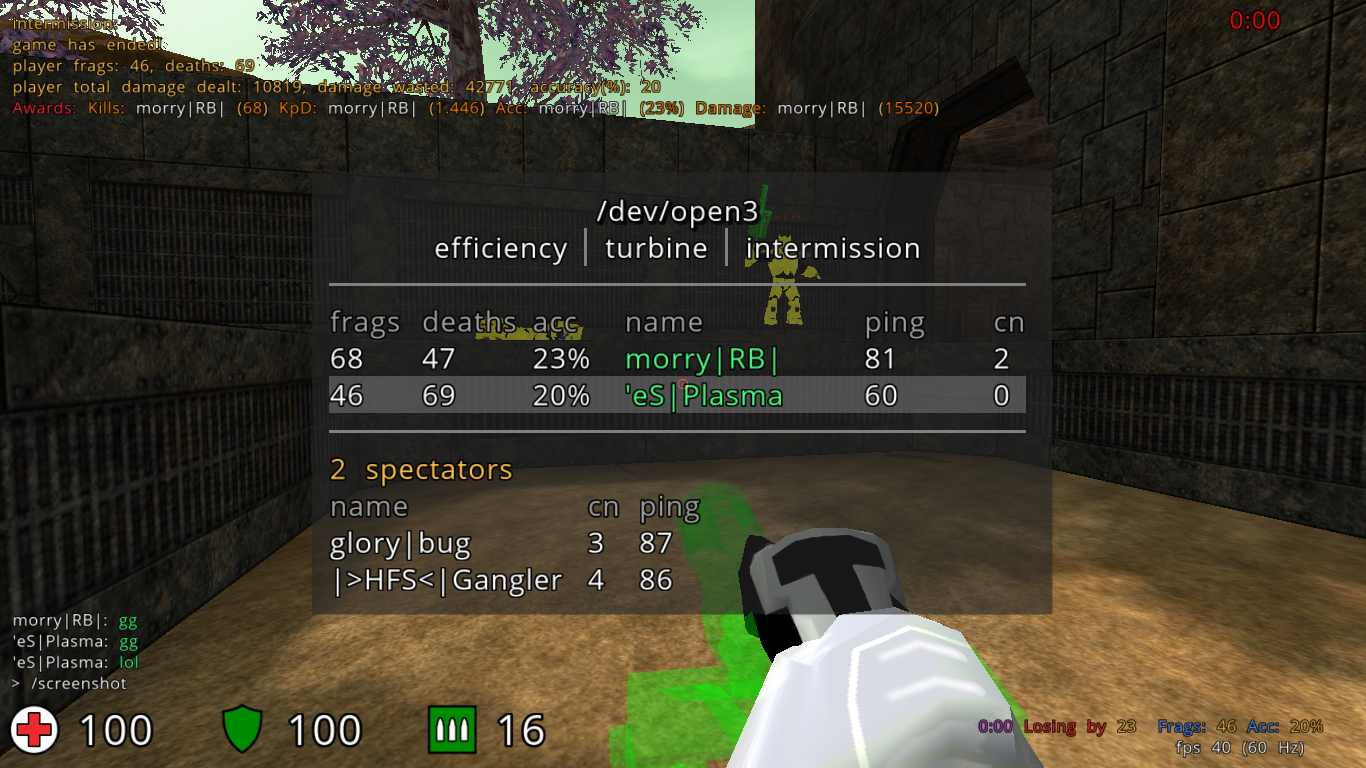 intermission:
0:00
game has ended!
player frags: 46, deaths: 69
player total damage dealt: 10819, damage wasted: 42771, accuracy(%): 20
Awards: Kills: morry|RB| (68) KpD: morry|RB| (1.446) Acc: morry|RB| (23%) Damage: morry|RB| (15520)
/dev/open3
efficiency | turbine | intermission
frags deaths acc name ping cn
68 47 23% morry|RB| 81 2
46 69 20% 'eS|Plasma 60 0
2 spectators
name cn ping
glory|bug 3 87
|>HFS<|Gangler 4 86
morry|RB|: gg
'eS|Plasma: gg
'eS|Plasma: lol
> /screenshot
100 100 16
0:00 Losing by 23 Frags: 46 Acc: 20%
fps 40 (60 Hz)